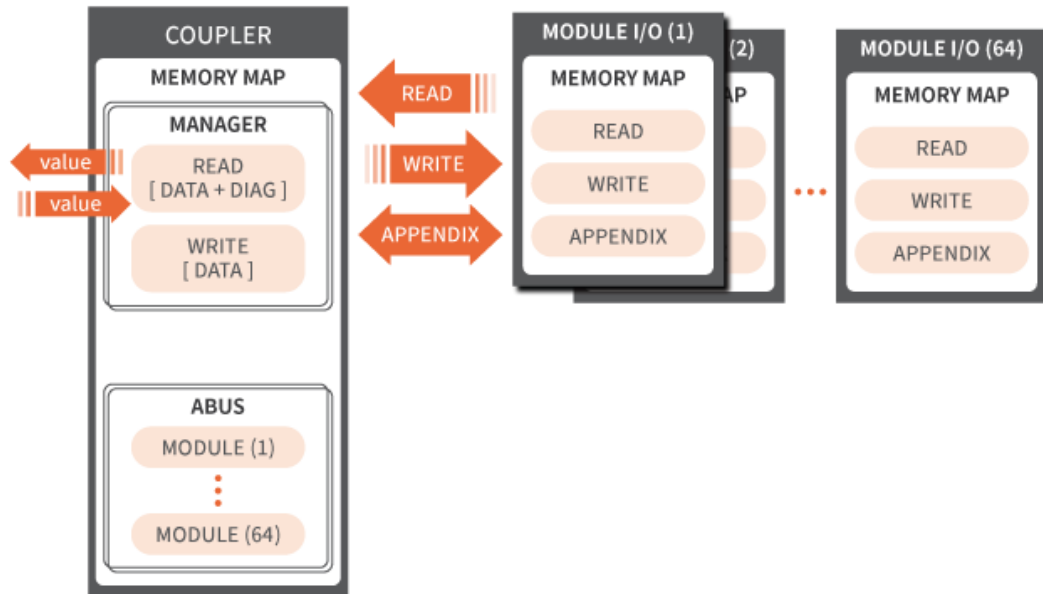 COUPLER
MEMORY MAP
MANAGER
READ
[ DATA + DIAG ]
WRITE
[ DATA ]
value
value
ABUS
MODULE (1)
MODULE (64)
READ
WRITE
APPENDIX
MODULE I/O (1)
MEMORY MAP
READ
WRITE
APPENDIX
(2)
AP
MODULE I/O (64)
MEMORY MAP
READ
WRITE
APPENDIX